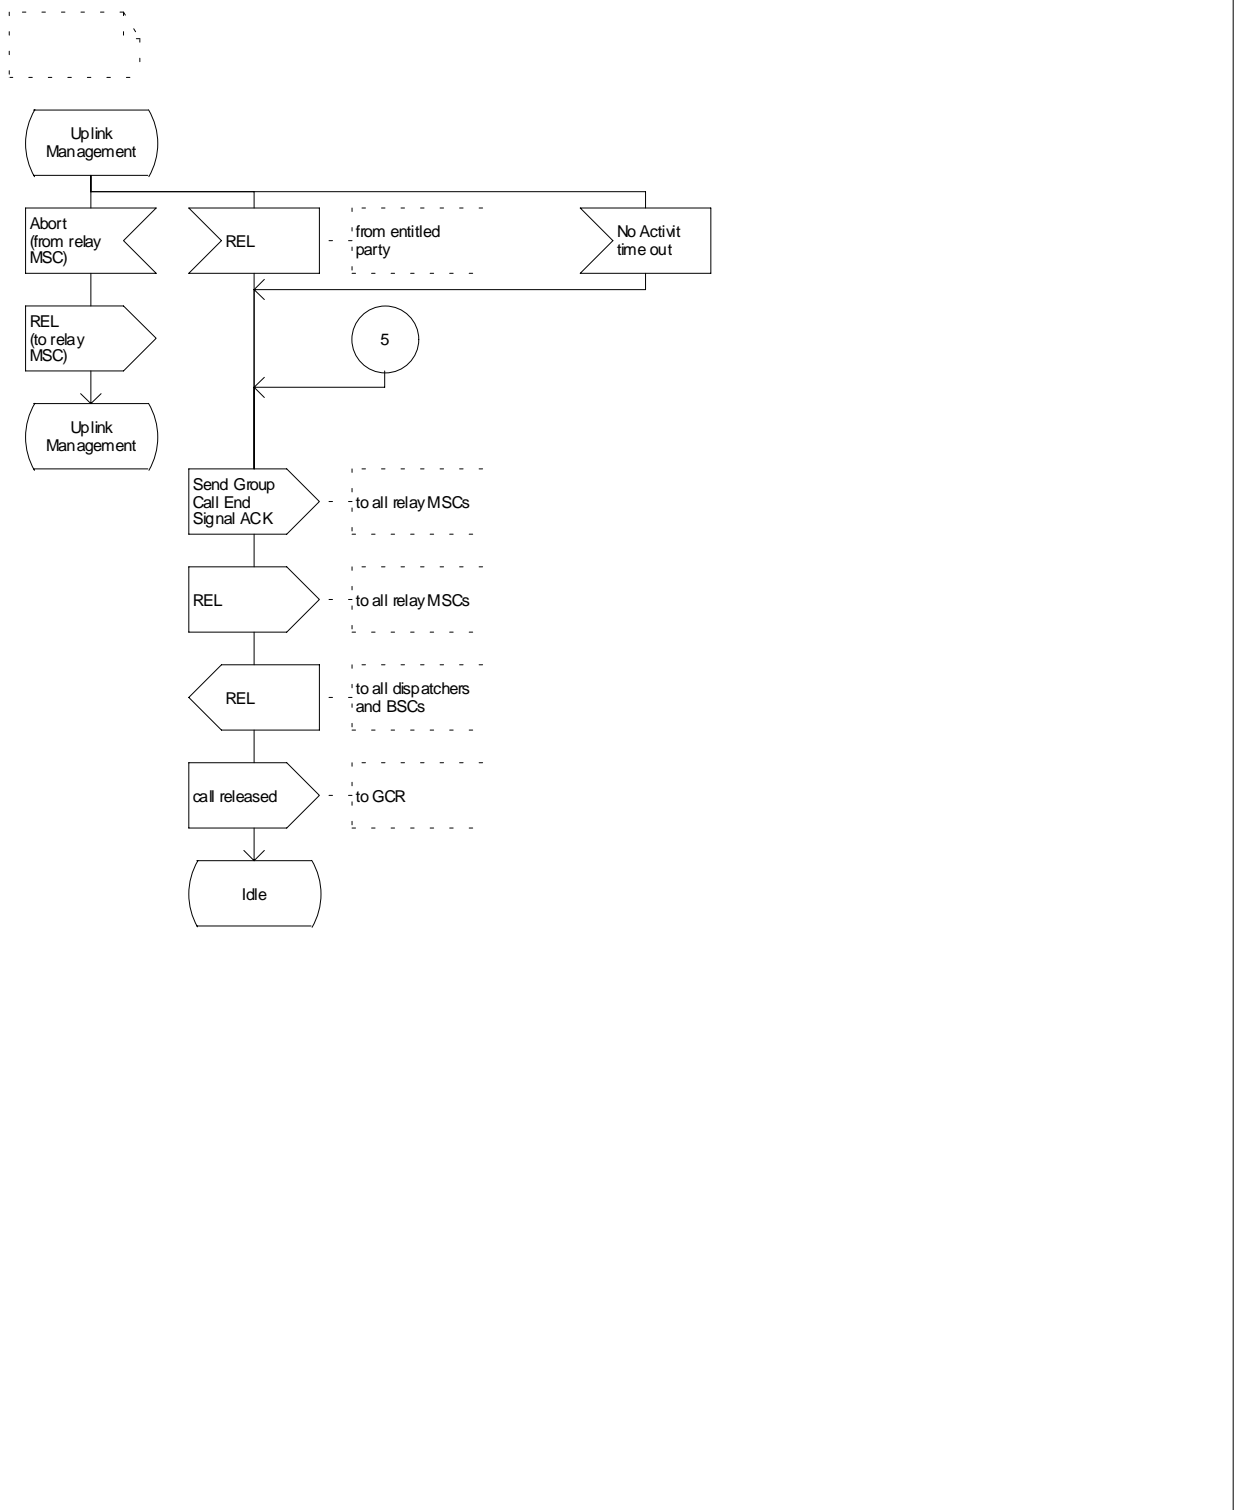 Uplink
Management
Abort
(from relay
MSC)
REL
from entitled
party
No Activit
time out
REL
(to relay
MSC)
5
Uplink
Management
Send Group
Call End
Signal ACK
to all relay MSCs
REL
to all relay MSCs
REL
to all dispatchers
and BSCs
call released
to GCR
Idle